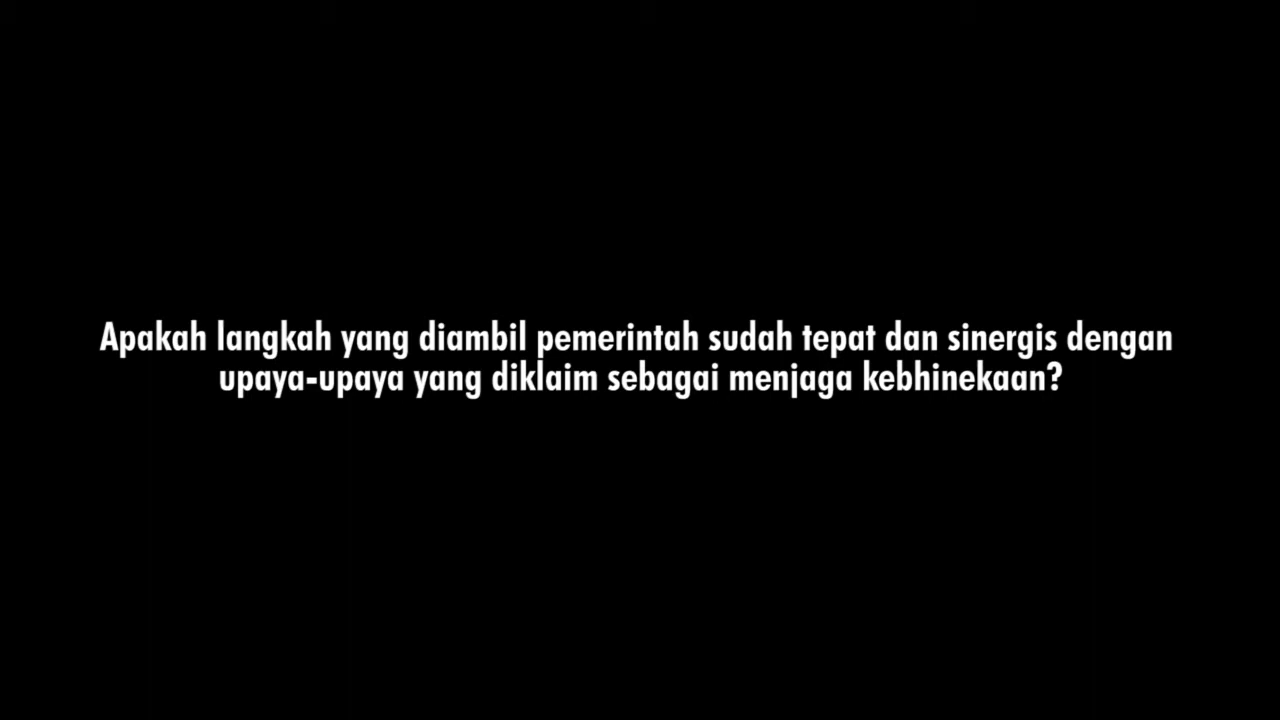 Apakah langkah yang diambil pemerintah sudah tepat dan sinergis dengan
upaya-upaya yang diklaim sebagai menjaga kebhinekaan?